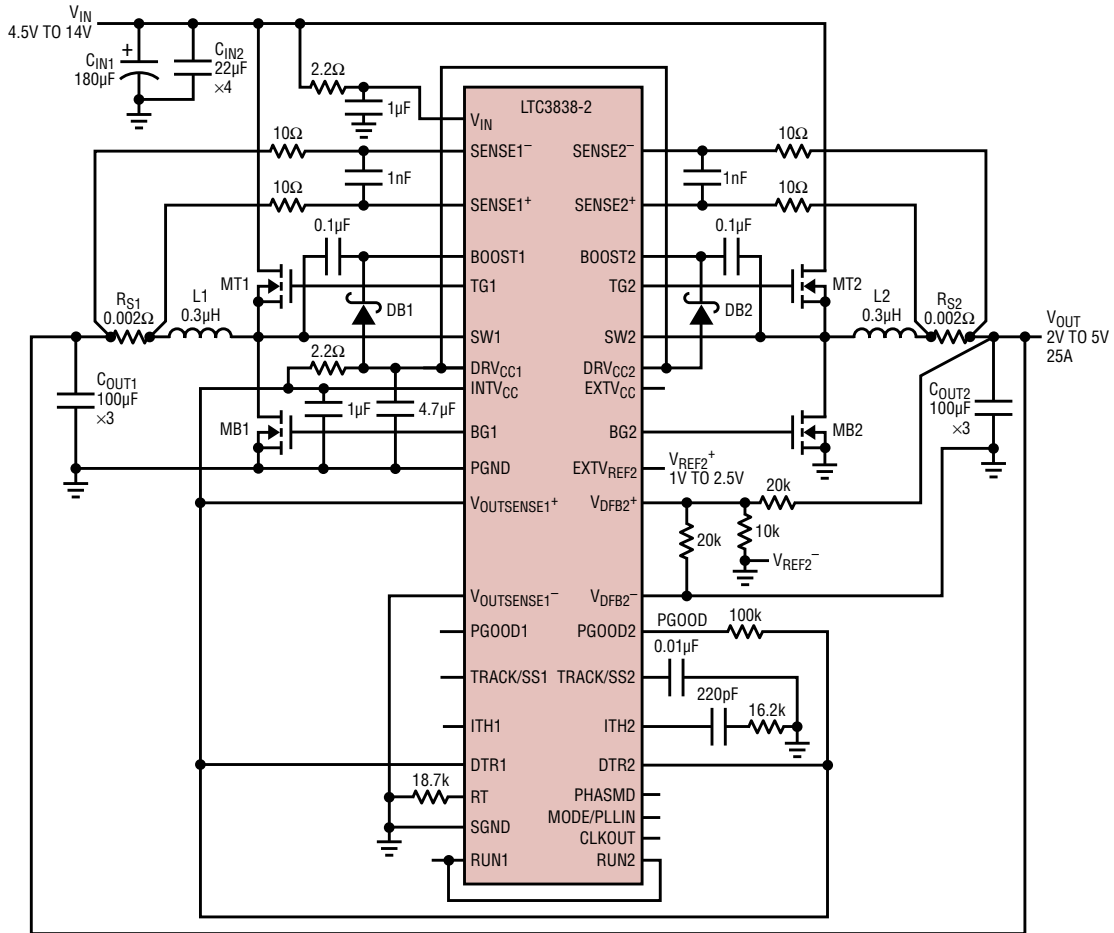 VIN
4.5V TO 14V
CIN1
180µF
+
CIN2
22µF
×4
2.2Ω
1µF
LTC3838-2
VIN
10Ω
SENSE1–
SENSE2–
10Ω
1nF
1nF
10Ω
SENSE1+
SENSE2+
10Ω
0.1µF
BOOST1
BOOST2
0.1µF
MT1
TG1
TG2
MT2
RS1
0.002Ω
L1
0.3µH
DB1
DB2
L2
0.3µH
RS2
0.002Ω
SW1
SW2
VOUT
2V TO 5V
25A
2.2Ω
DRVCC1
DRVCC2
INTVCC
EXTVCC
COUT1
100µF
×3
1µF
4.7µF
COUT2
100µF
×3
MB1
BG1
BG2
MB2
PGND
EXTVREF2
VREF2+
1V TO 2.5V
VOUTSENSE1+
VDFB2+
20k
20k
10k
VREF2–
VOUTSENSE1–
VDFB2–
PGOOD1
PGOOD2
PGOOD
100k
0.01µF
TRACK/SS1
TRACK/SS2
220pF
16.2k
ITH1
ITH2
DTR1
DTR2
18.7k
RT
PHASMD
MODE/PLLIN
SGND
CLKOUT
RUN1
RUN2